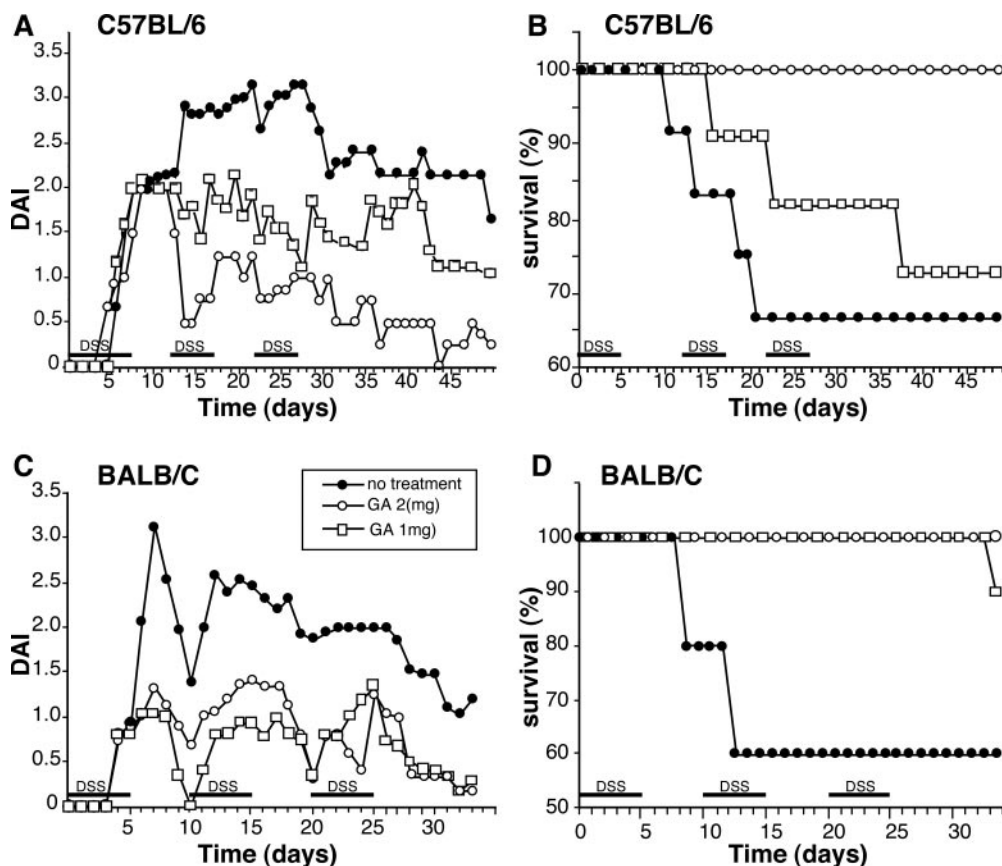 A C57BL/6
3.5
3.0
2.5
2.0
1.5
1.0
0.5
0
DAI
DSS DSS DSS
5 10 15 20 25 30 35 40 45
Time (days)
B C57BL/6
100
90
80
70
60
survival (%)
DSS DSS DSS
0 5 10 15 20 25 30 35 40 45
Time (days)
C BALB/C
3.5
3.0
2.5
2.0
1.5
1.0
0.5
0
DAI
no treatment
GA 2(mg)
GA 1mg)
DSS DSS DSS
5 10 15 20 25 30
Time (days)
D BALB/C
100
90
80
70
60
50
survival (%)
DSS DSS DSS
0 5 10 15 20 25 30
Time (days)